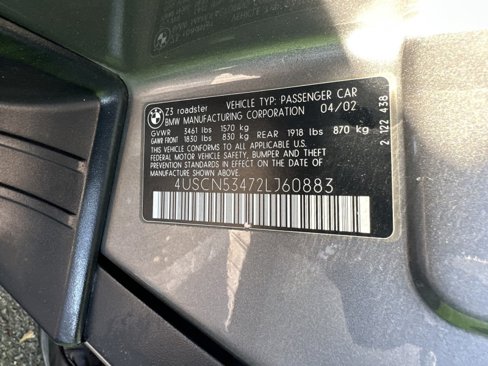 Z3 roadster VEHICLE TYP: PASSENGER CAR
BMW MANUFACTURING CORPORATION 04/02
GVWR 3461 lbs 1570 kg
GAWR FRONT 1830 lbs 830 kg REAR 1918 lbs 870 kg
THIS VEHICLE CONFORMS TO ALL APPLICABLE U.S.
FEDERAL MOTOR VEHICLE SAFETY, BUMPER, AND
THEFT PREVENTION STANDARDS IN EFFECT ON THE DATE OF
MANUFACTURE SHOWN ABOVE.
4USCN53472LJ60883
2 122 438